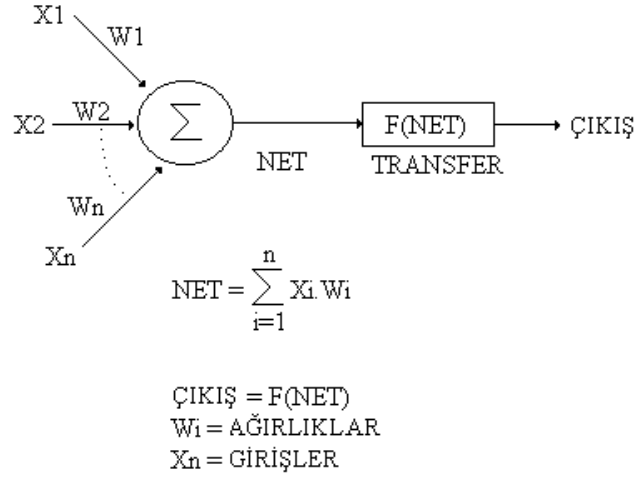 X1
W1
X2
W2
Σ
F(NET)
ÇIKIŞ
NET
TRANSFER
Wn
Xn
n
NET = ∑ Xi.Wi
i=1
ÇIKIŞ = F(NET)
Wi = AĞIRLIKLAR
Xn = GİRİŞLER